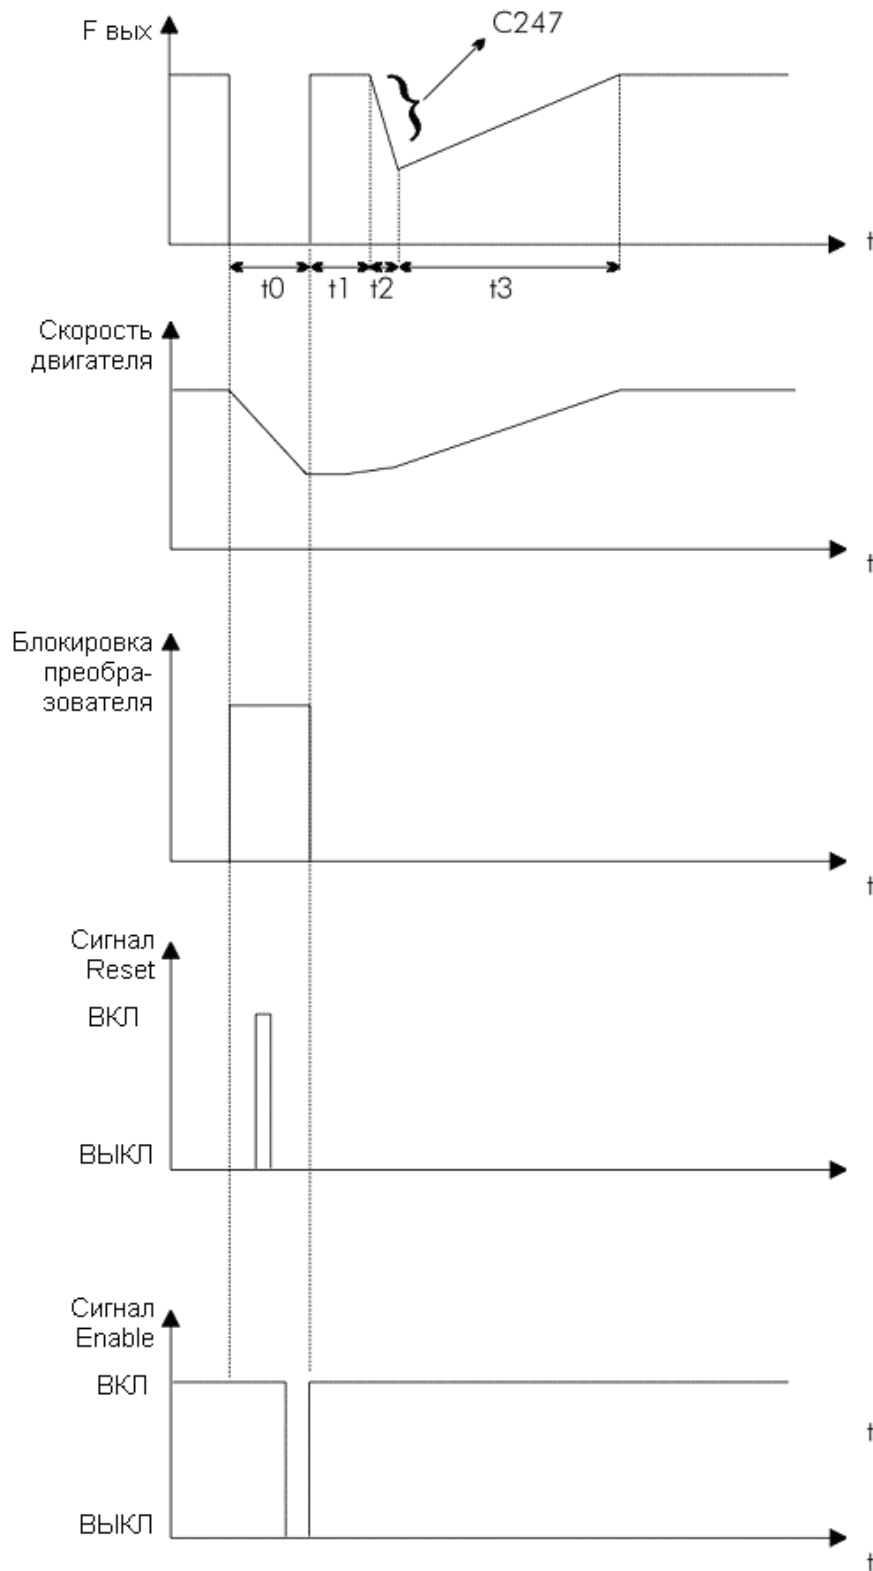 F вых
C247
t
t0
t1
t2
t3
Скорость
двигателя
t
Блокировка
преобра-
зователя
t
Сигнал
Reset
ВКЛ
ВЫКЛ
Сигнал
Enable
ВКЛ
t
ВЫКЛ
t